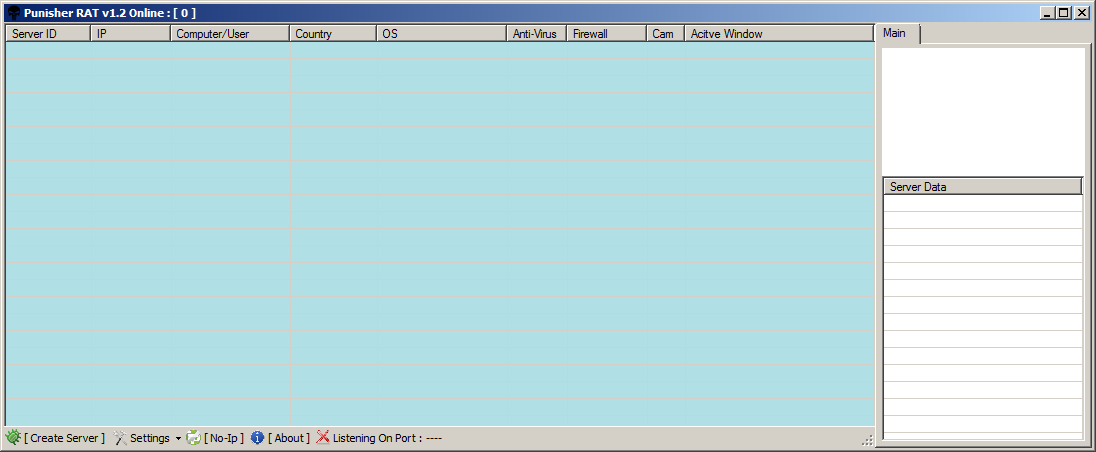 Punisher RAT v1.2 Online : [ 0 ]
Server ID IP Computer/User Country OS Anti-Virus Firewall Cam Acitve Window
Main
Server Data
[ Create Server ] Settings [ No-Ip ] [ About ] Listening On Port : ----